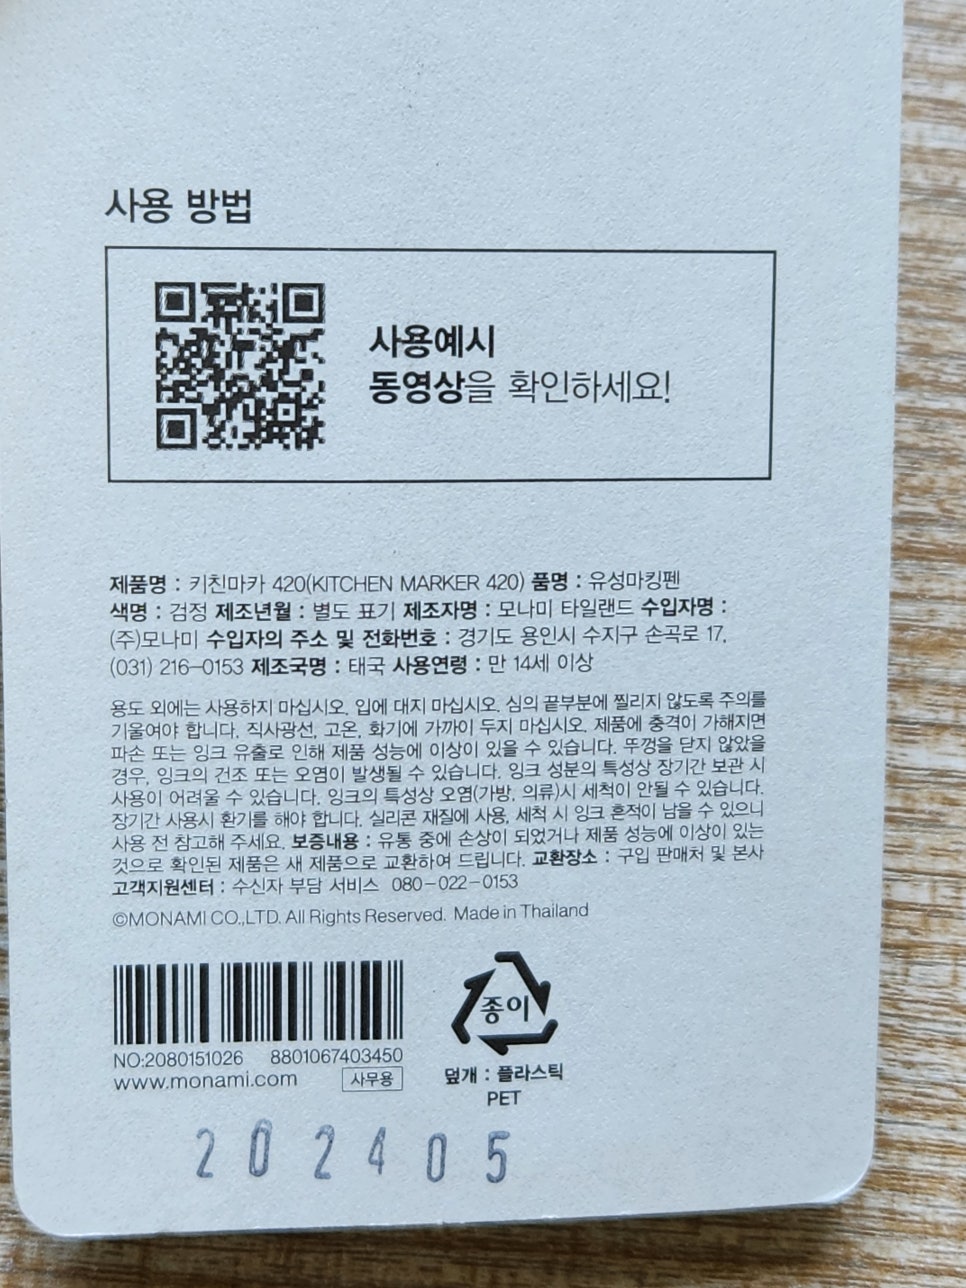 사용 방법
사용예시
동영상을 확인하세요!
제품명 : 키친마카 420(KITCHEN MARKER 420) 품명 : 유성마킹펜
색명 : 검정 제조년월 : 별도 표기 제조자명 : 모나미 타일랜드 수입자명 :
(주)모나미 수입자의 주소 및 전화번호 : 경기도 용인시 수지구 손곡로 17,
(031) 216-0153 제조국명 : 태국 사용연령 : 만 14세 이상
용도 외에는 사용하지 마십시오. 입에 대지 마십시오. 심의 끝부분에 찔리지 않도록 주의를
기울여야 합니다. 직사광선, 고온, 화기에 가까이 두지 마십시오. 제품에 충격이 가해지면
파손 또는 잉크 유출로 인해 제품 성능에 이상이 있을 수 있습니다. 뚜껑을 닫지 않았을
경우, 잉크의 건조 또는 오염이 발생될 수 있습니다. 잉크 성분의 특성상 장기간 보관 시
사용이 어려울 수 있습니다. 잉크의 특성상 오염(가방, 의류)시 세척이 안될 수 있습니다.
장기간 사용시 환기를 해야 합니다. 실리콘 재질에 사용, 세척 시 잉크 흔적이 남을 수 있으니
사용 전 참고해 주세요. 보증내용 : 유통 중에 손상이 되었거나 제품 성능에 이상이 있는
것으로 확인된 제품은 새 제품으로 교환하여 드립니다. 교환장소 : 구입 판매처 및 본사
고객지원센터 : 수신자 부담 서비스 080-022-0153
©MONAMI CO.,LTD. All Rights Reserved. Made in Thailand
NO:2080151026 8801067403450
www.monami.com 사무용
종이
덮개 : 플라스틱
PET
202405